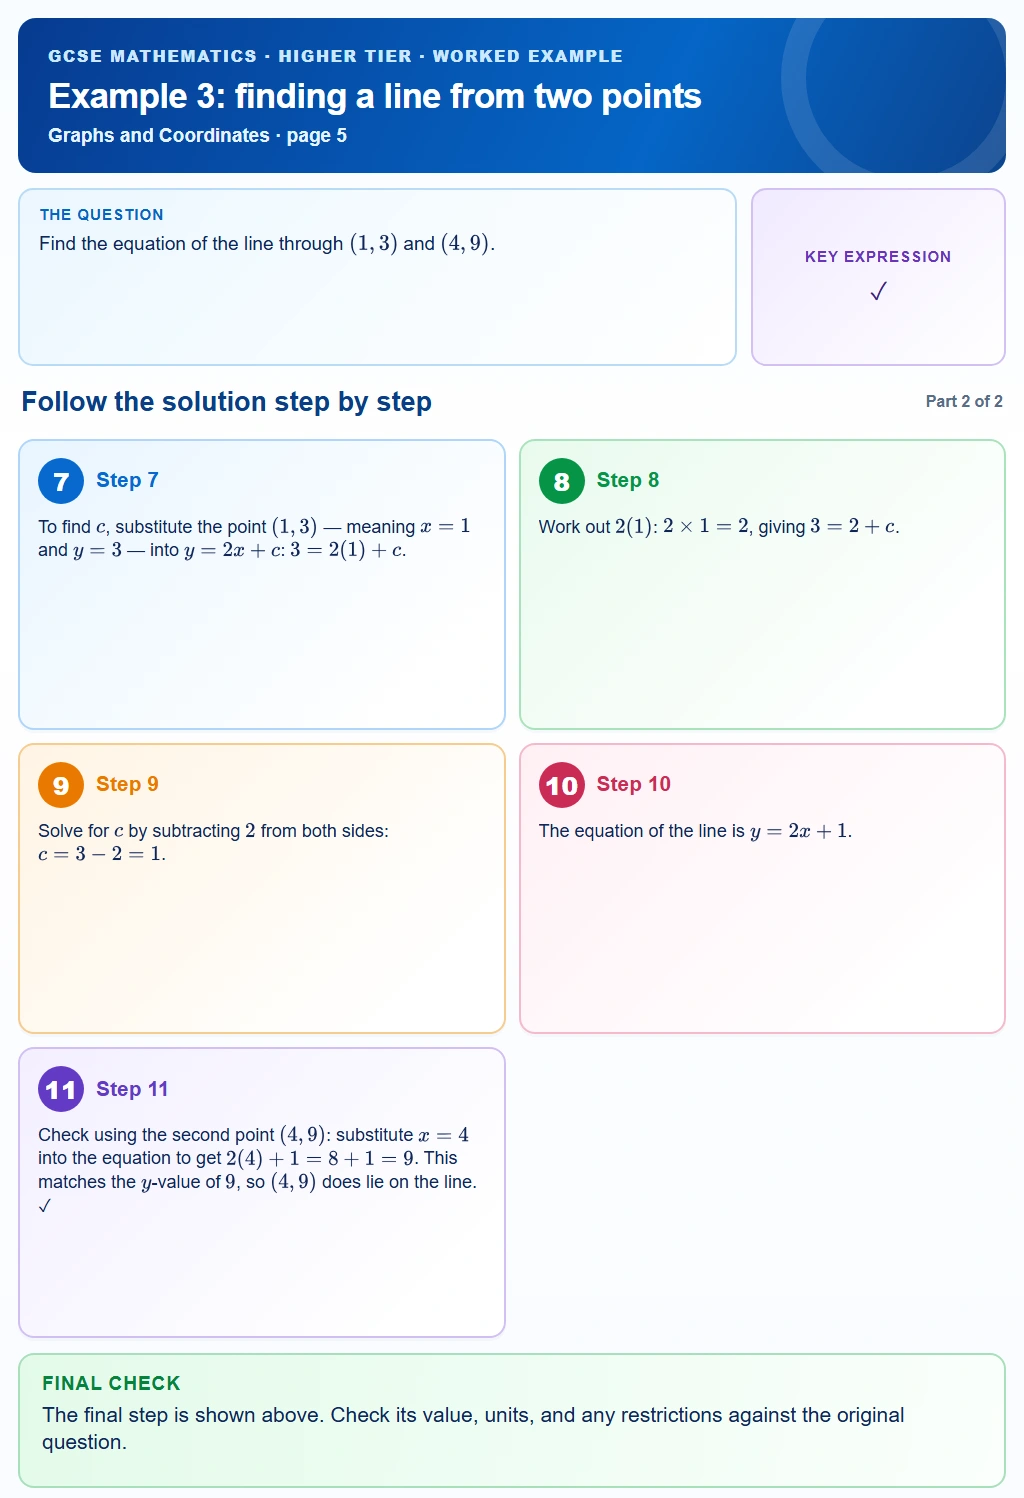 GCSE MATHEMATICS · HIGHER TIER · WORKED EXAMPLE
Example 3: finding a line from two points
Graphs and Coordinates · page 5
THE QUESTION
Find the equation of the line through (1, 3) and (4, 9).
KEY EXPRESSION
✓
Follow the solution step by step
Part 2 of 2
7 Step 7
To find c, substitute the point (1, 3) — meaning x = 1
and y = 3 — into y = 2x + c: 3 = 2(1) + c.
8 Step 8
Work out 2(1): 2 × 1 = 2, giving 3 = 2 + c.
9 Step 9
Solve for c by subtracting 2 from both sides:
c = 3 − 2 = 1.
10 Step 10
The equation of the line is y = 2x + 1.
11 Step 11
Check using the second point (4, 9): substitute x = 4
into the equation to get 2(4) + 1 = 8 + 1 = 9. This
matches the y-value of 9, so (4, 9) does lie on the line.
✓
FINAL CHECK
The final step is shown above. Check its value, units, and any restrictions against the original
question.